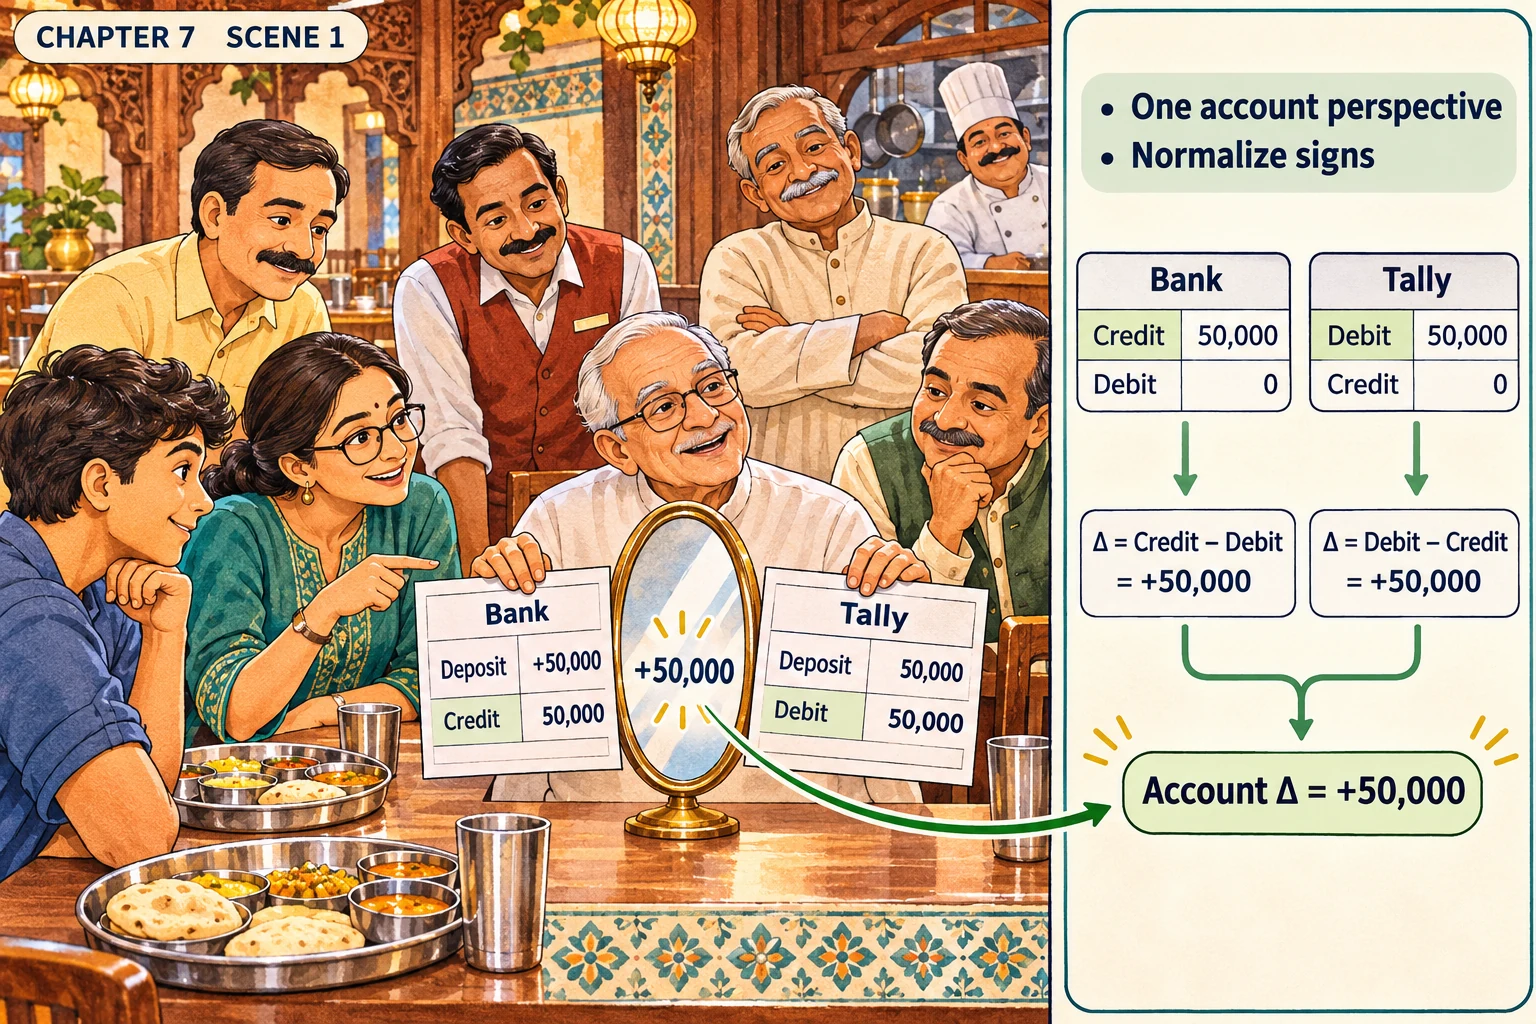 CHAPTER 7 SCENE 1
Bank
Deposit +50,000
Credit 50,000
+50,000
Tally
Deposit 50,000
Debit 50,000
• One account perspective
• Normalize signs
Bank
Credit 50,000
Debit 0
Tally
Debit 50,000
Credit 0
Δ = Credit – Debit
= +50,000
Δ = Debit – Credit
= +50,000
Account Δ = +50,000